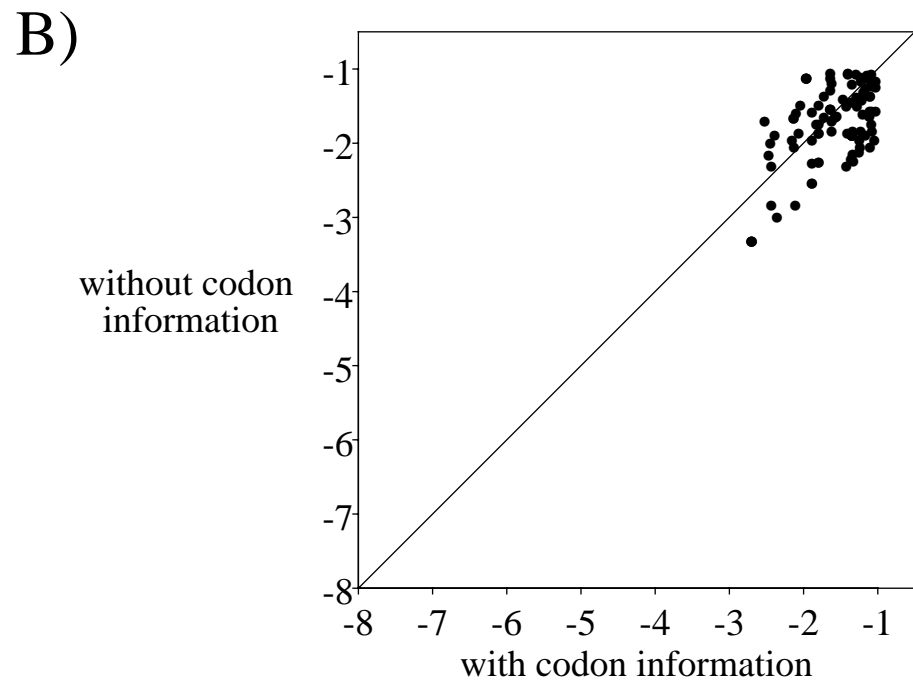 B)
-1
-2
-3
without codon
-4
information
-5
-6
-7
-8
-8 -7 -6 -5 -4 -3 -2 -1
with codon information